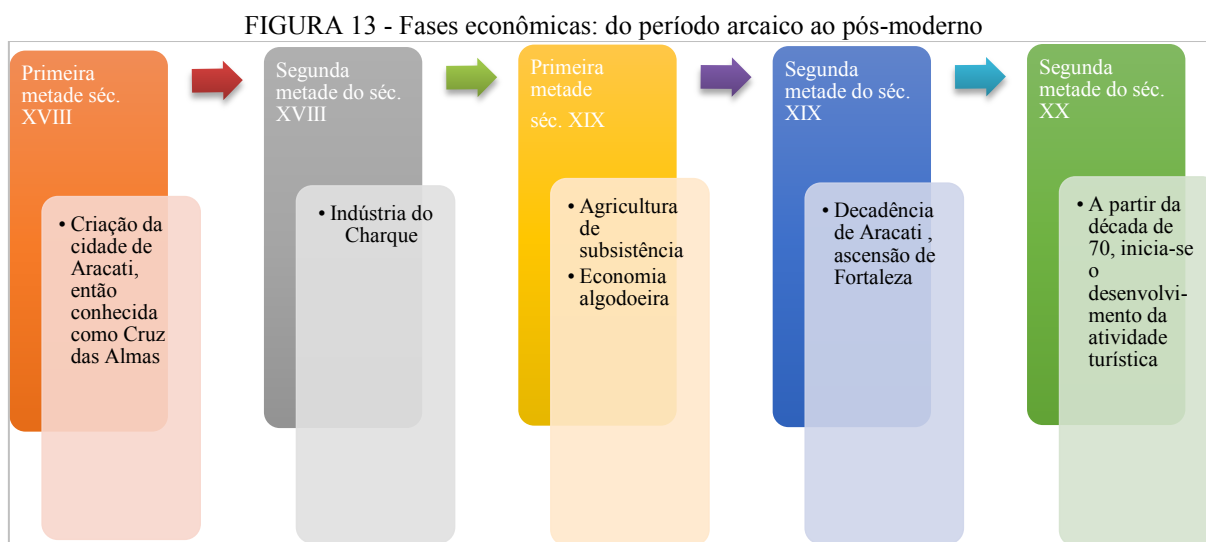 FIGURA 13 - Fases econômicas: do período arcaico ao pós-moderno
Primeira
metade séc.
XVIII
• Criação da
cidade de
Aracati,
então
conhecida
como Cruz
das Almas
Segunda
metade do séc.
XVIII
• Indústria do
Charque
Primeira
metade
séc. XIX
• Agricultura
de
subsistência
• Economia
algodoeira
Segunda
metade do séc.
XIX
• Decadência
de Aracati ,
ascensão de
Fortaleza
Segunda
metade do séc.
XX
• A partir da
década de
70, inicia-se
o
desenvolvi-
mento da
atividade
turística